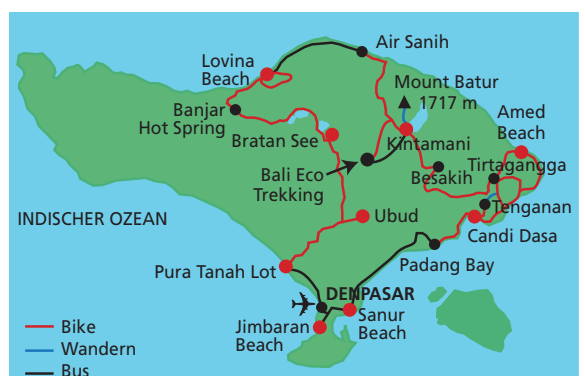 Air Sanih
Lovina
Beach
Mount Batur
1717 m
Banjar
Hot Spring
Amed
Beach
Bratan See
Kintamani
Tirtagangga
Bali Eco
Trekking
Besakih
Tenganan
INDISCHER OZEAN
Ubud
Candi Dasa
Pura Tanah Lot
Padang Bay
DENPASAR
Sanur
Beach
Jimbaran
Beach
Bike
Wandern
Bus